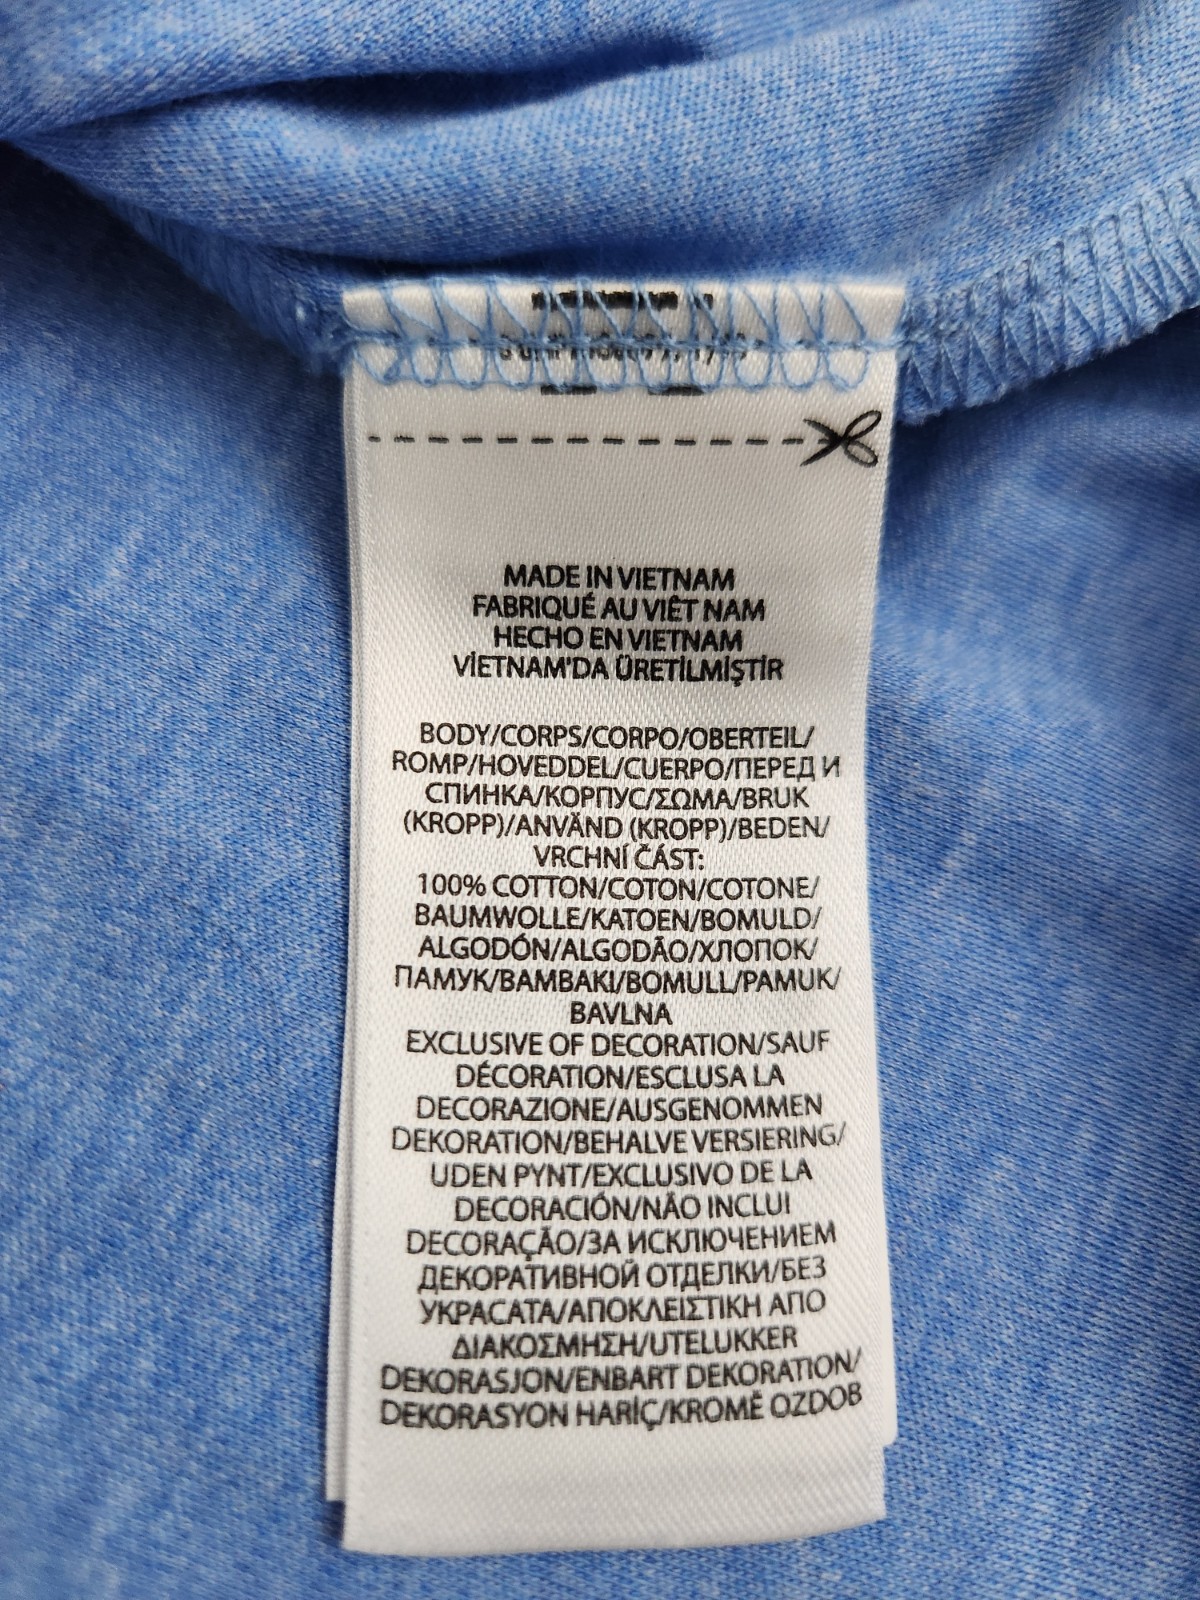 MADE IN VIETNAM
FABRIQUÉ AU VIÊT NAM
HECHO EN VIETNAM
VİETNAM'DA ÜRETİLMİŞTİR
BODY/CORPS/CORPO/OBERTEIL/
ROMP/HOVEDDEL/CUERPO/ПЕРЕД И
СПИНКА/КОРПУС/ΣΩΜΑ/BRUK
(KROPP)/ANVÄND (KROPP)/BEDEN/
VRCHNÍ ČÁST:
100% COTTON/COTON/COTONE/
BAUMWOLLE/KATOEN/BOMULD/
ALGODÓN/ALGODÃO/ХЛОПОК/
ПАМУК/ΒΑΜΒΑΚΙ/BOMULL/PAMUK/
BAVLNA
EXCLUSIVE OF DECORATION/SAUF
DÉCORATION/ESCLUSA LA
DECORAZIONE/AUSGENOMMEN
DEKORATION/BEHALVE VERSIERING/
UDEN PYNT/EXCLUSIVO DE LA
DECORACIÓN/NÃO INCLUI
DECORAÇÃO/ЗА ИСКЛЮЧЕНИЕМ
ДЕКОРАТИВНОЙ ОТДЕЛКИ/БЕЗ
УКРАСАТА/ΑΠΟΚΛΕΙΣΤΙΚΗ ΑΠΟ
ΔΙΑΚΟΣΜΗΣΗ/UTELUKKER
DEKORASJON/ENBART DEKORATION/
DEKORASYON HARİÇ/KROMĚ OZDOB